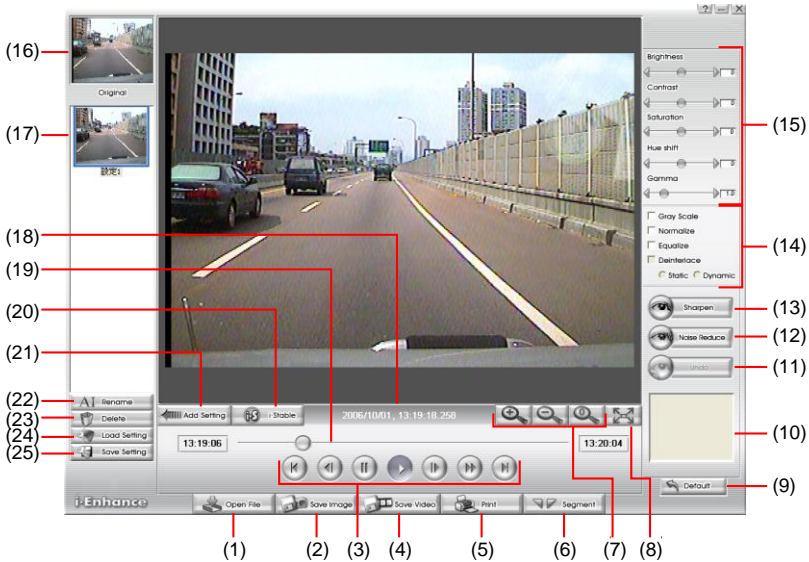 ? — X
(16)
Original
(17)
設定1
(18)
(19)
(20)
(21)
(22)
(23)
(24)
(25)
AI Rename
Delete
Load Setting
Save Setting
Add Setting
i-S i-Stable
2006/10/01, 13:19:18.258
13:19:06
13:20:04
i-Enhance
Open File
Save Image
Save Video
Print
Segment
(1)
(2)
(3)
(4)
(5)
(6)
(7)
(8)
Brightness
0
Contrast
0
Saturation
0
Hue shift
0
Gamma
1.0
(15)
Gray Scale
Normalize
Equalize
Deinterlace
Static
Dynamic
(14)
Sharpen
(13)
Noise Reduce
(12)
Undo
(11)
(10)
Default
(9)